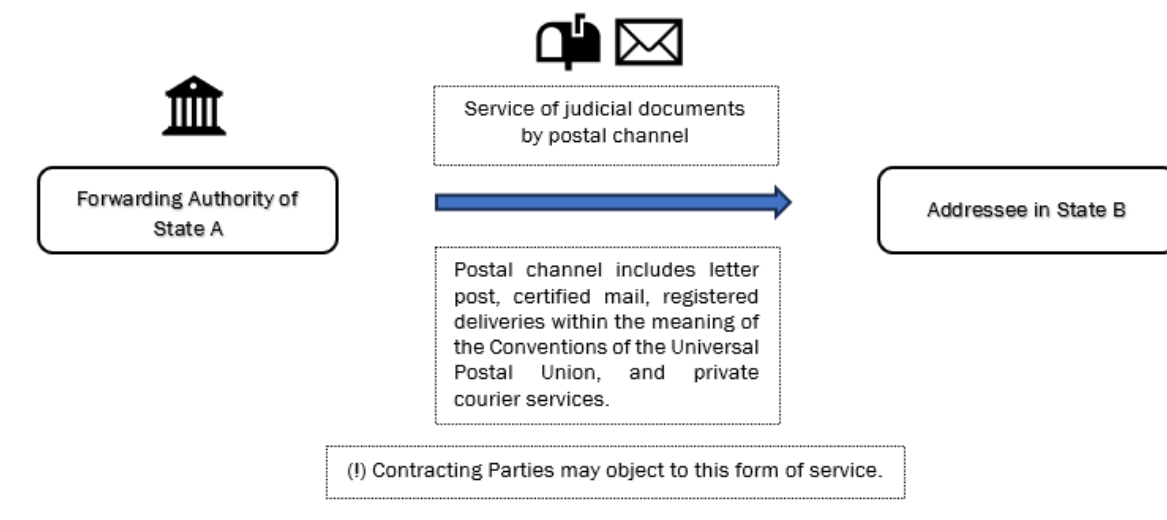 Service of judicial documents
by postal channel
Forwarding Authority of
State A
Addressee in State B
Postal channel includes letter
post, certified mail, registered
deliveries within the meaning of
the Conventions of the Universal
Postal Union, and private
courier services.
(!) Contracting Parties may object to this form of service.